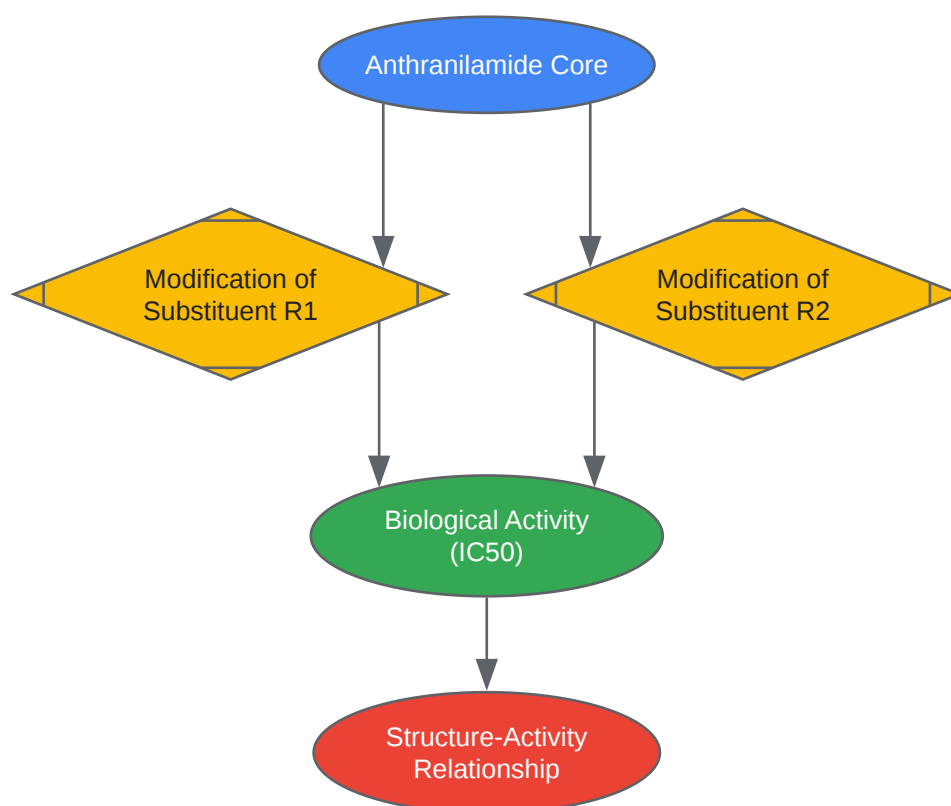 Anthranilamide Core
Modification of
Substituent R1
Modification of
Substituent R2
Biological Activity
(IC50)
Structure-Activity
Relationship